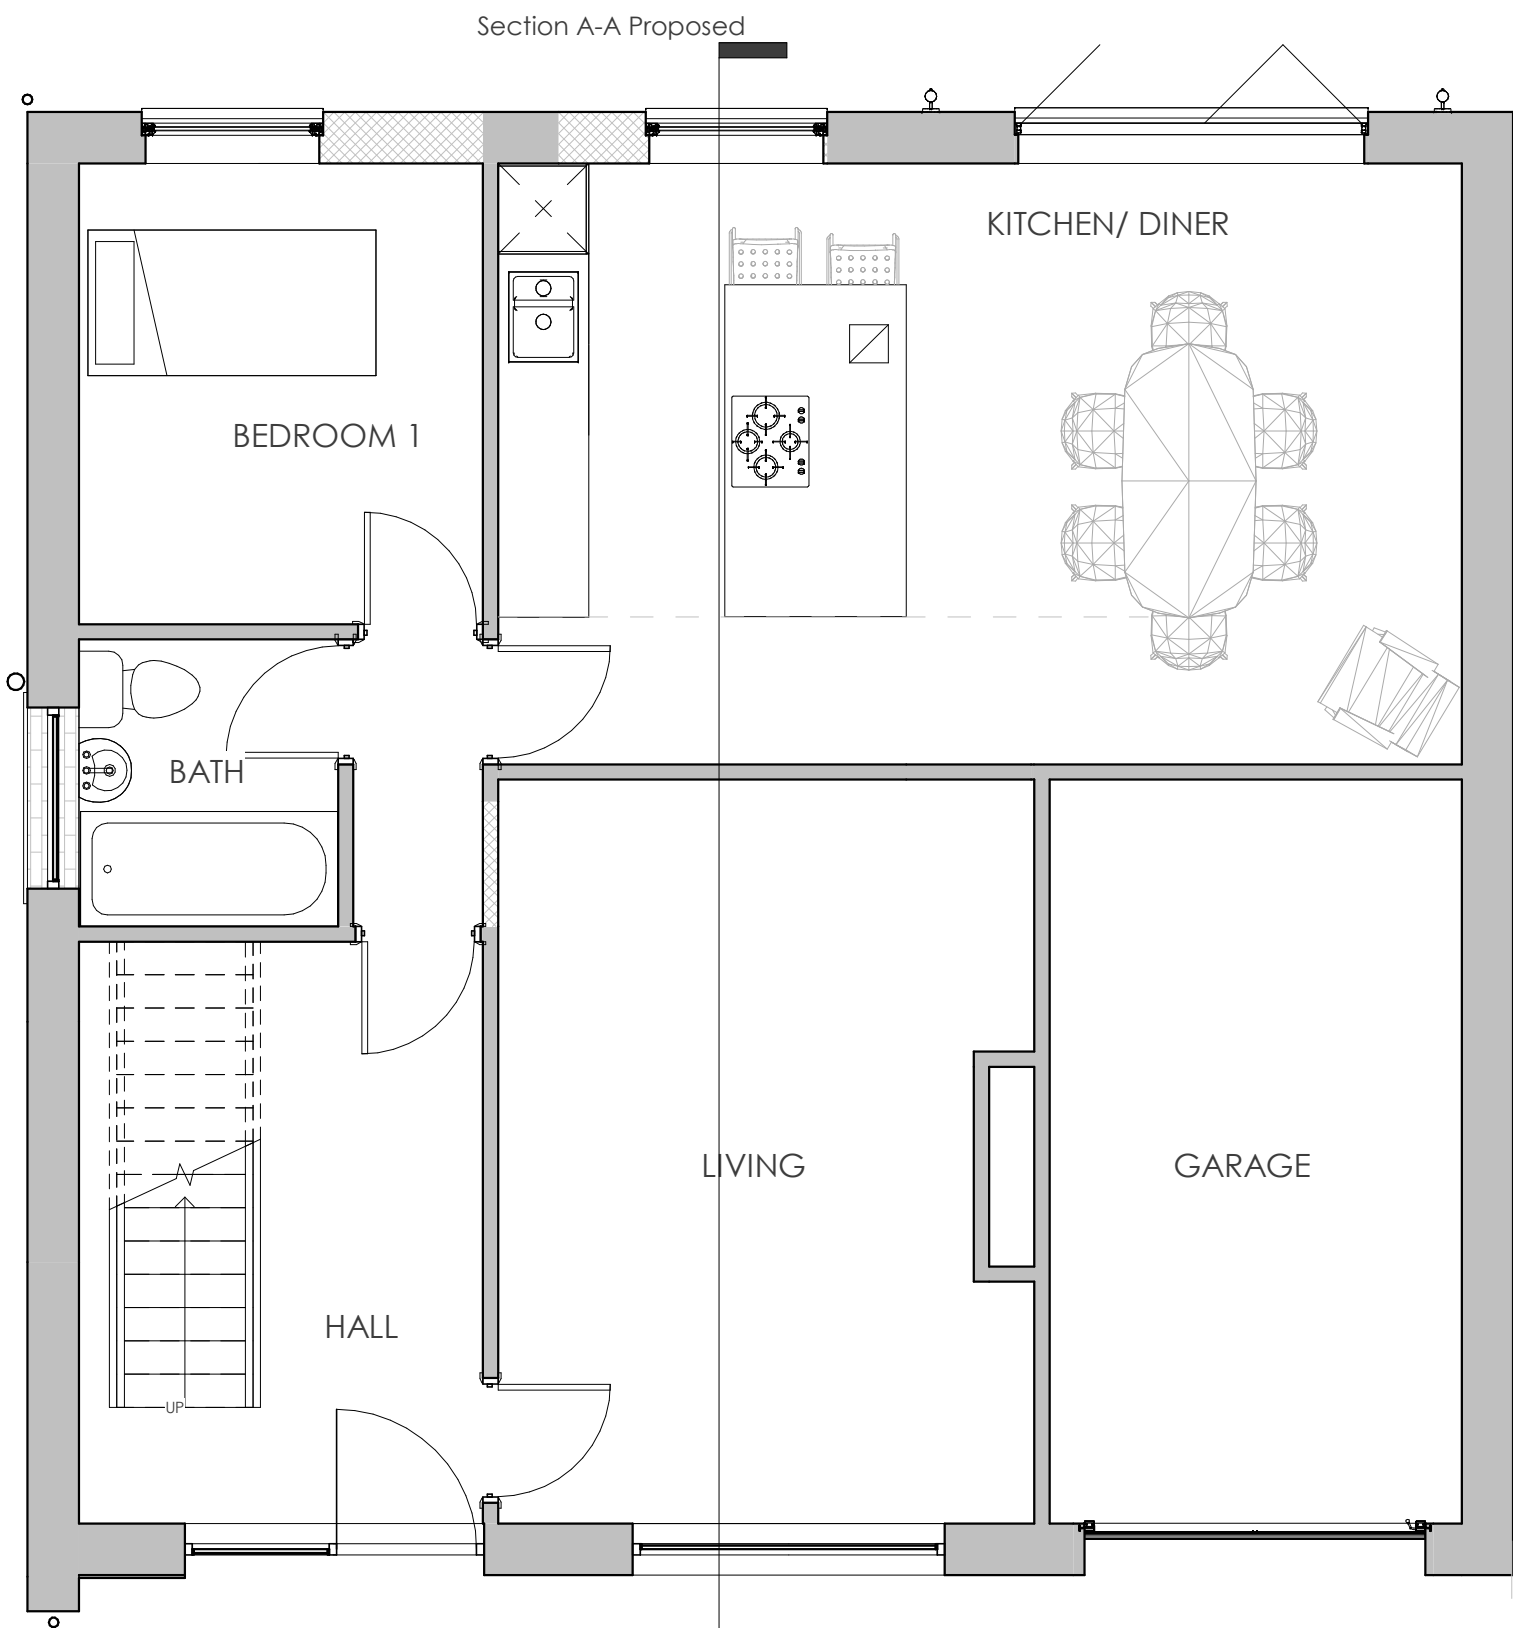 Section A-A Proposed
KITCHEN/ DINER
BEDROOM 1
BATH
LIVING
GARAGE
HALL
UP